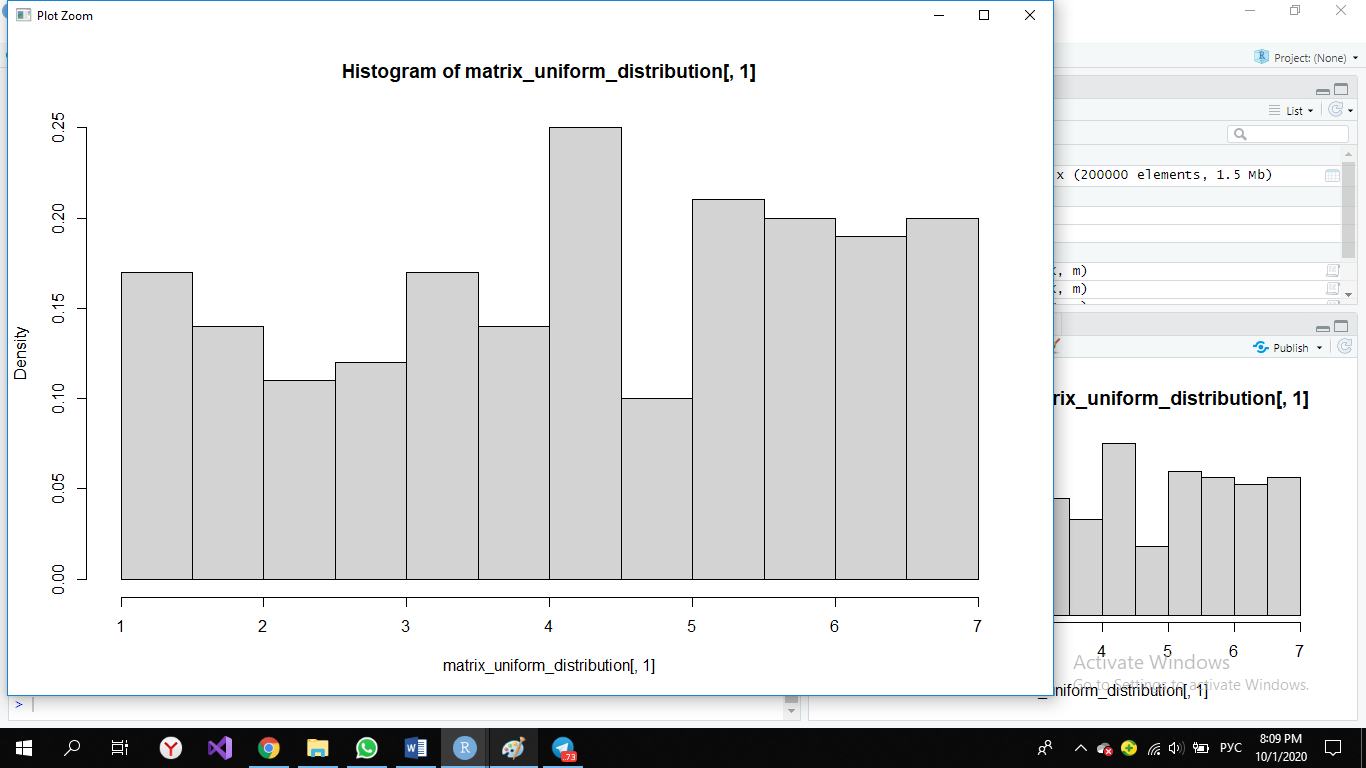 Plot Zoom
Histogram of matrix_uniform_distribution[, 1]
Density
0.00
0.05
0.10
0.15
0.20
0.25
1 2 3 4 5 6 7
matrix_uniform_distribution[, 1]
Project: (None)
List
x (200000 elements, 1.5 Mb)
, m)
, m)
Publish
rix_uniform_distribution[, 1]
4 5 6 7
Activate Windows
Go to Settings to activate Windows.
_uniform_distribution[, 1]
>
73
РУС
8:09 PM
10/1/2020